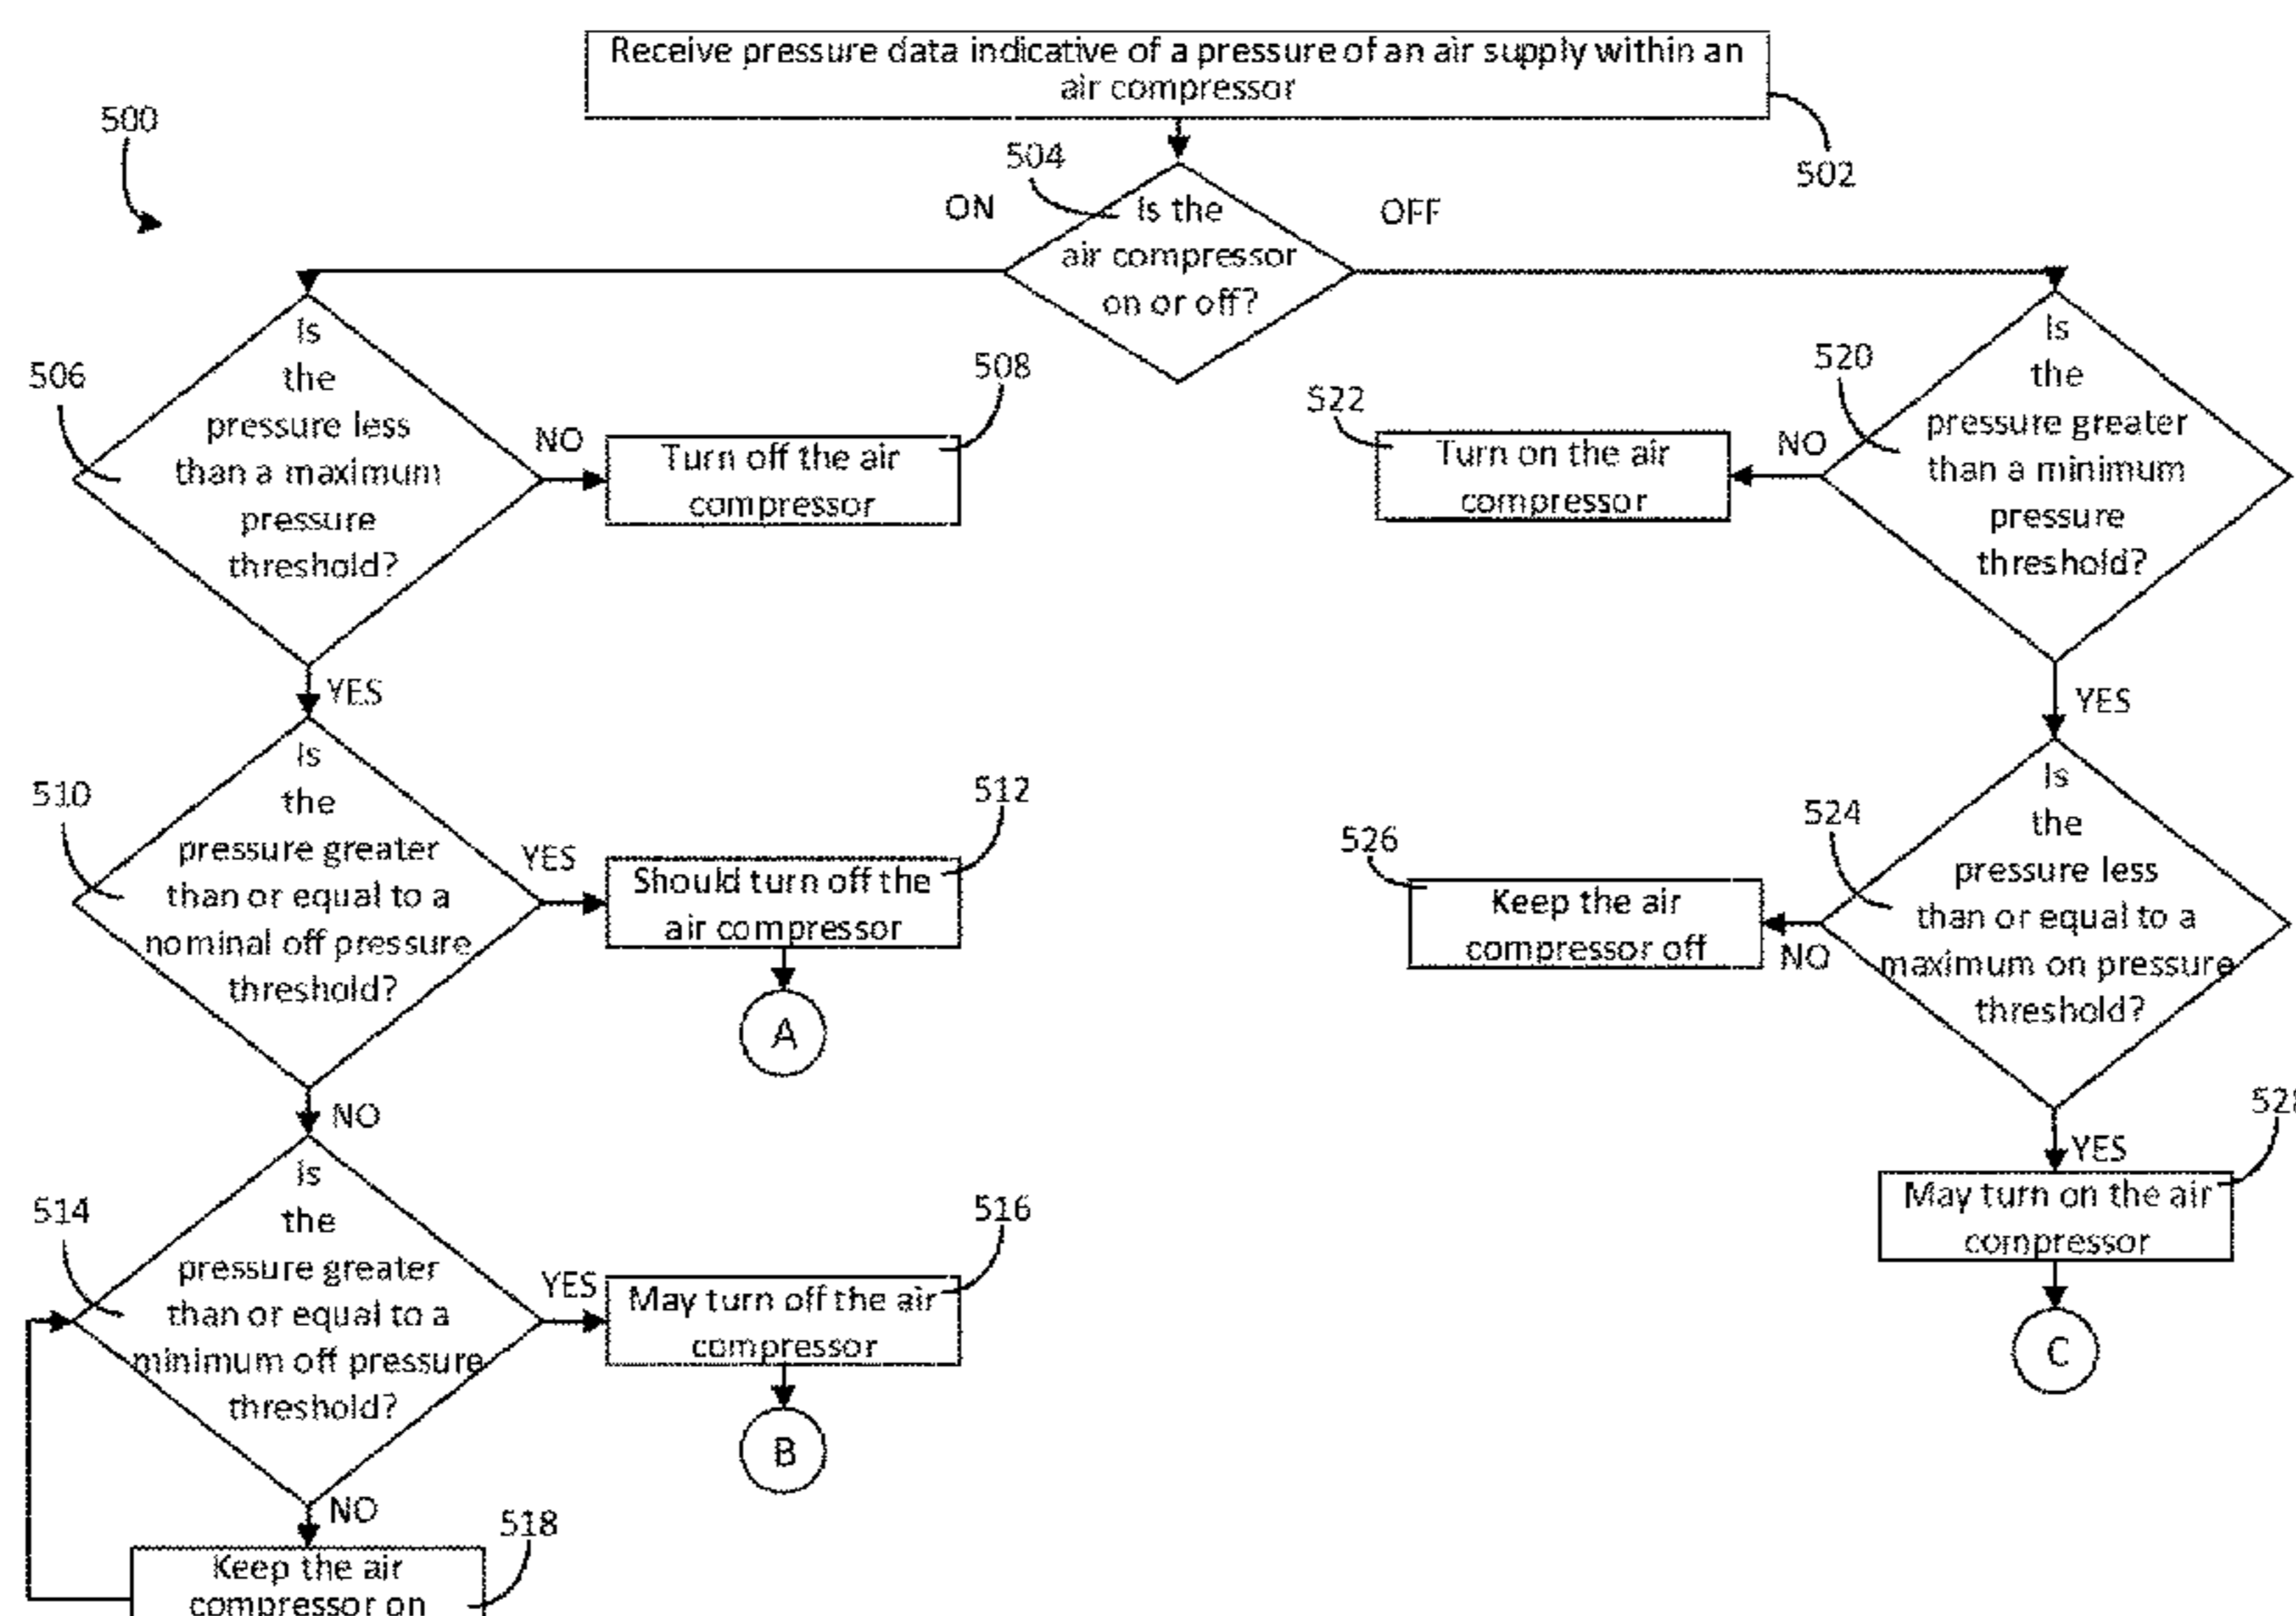 Receive pressure data indicative of a pressure of an air supply within an
air compressor
502
500
504
Is the
air compressor
on or off?
ON
OFF
506
Is
the
pressure less
than a maximum
pressure
threshold?
NO
508
Turn off the air
compressor
YES
510
Is
the
pressure greater
than or equal to a
nominal off pressure
threshold?
YES
512
Should turn off the
air compressor
A
NO
514
Is
the
pressure greater
than or equal to a
minimum off pressure
threshold?
YES
516
May turn off the air
compressor
B
NO
518
Keep the air
compressor on
520
Is
the
pressure greater
than a minimum
pressure
threshold?
NO
522
Turn on the air
compressor
YES
524
Is
the
pressure less
than or equal to a
maximum on pressure
threshold?
NO
526
Keep the air
compressor off
YES
May turn on the air
compressor
C